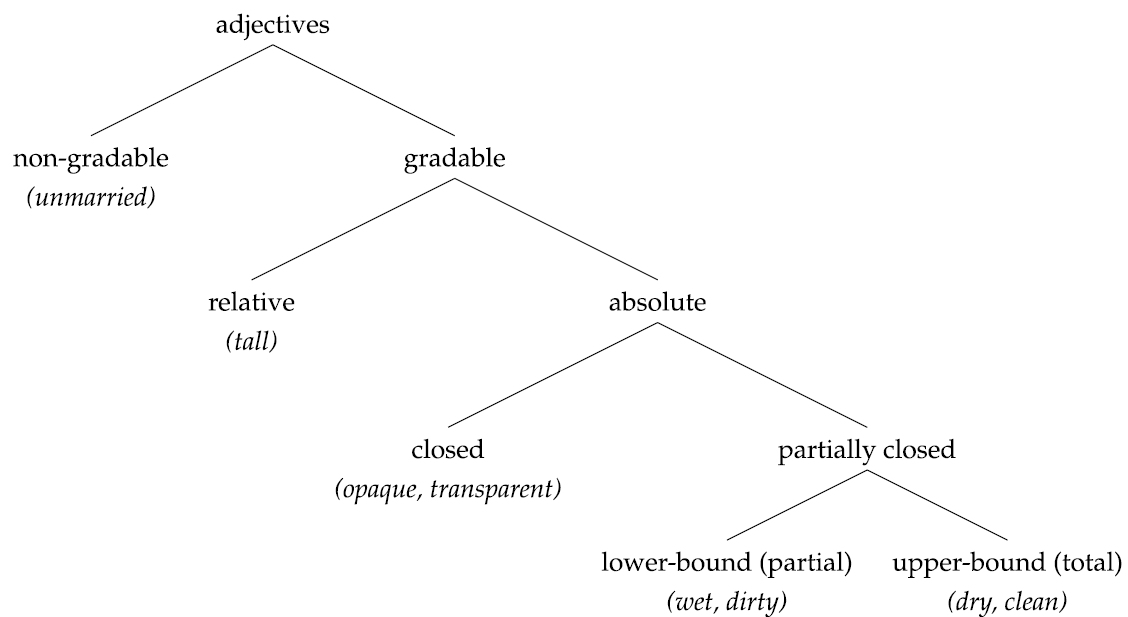 adjectives
non-gradable
(unmarried)
gradable
relative
(tall)
absolute
closed
(opaque, transparent)
partially closed
lower-bound (partial)
(wet, dirty)
upper-bound (total)
(dry, clean)